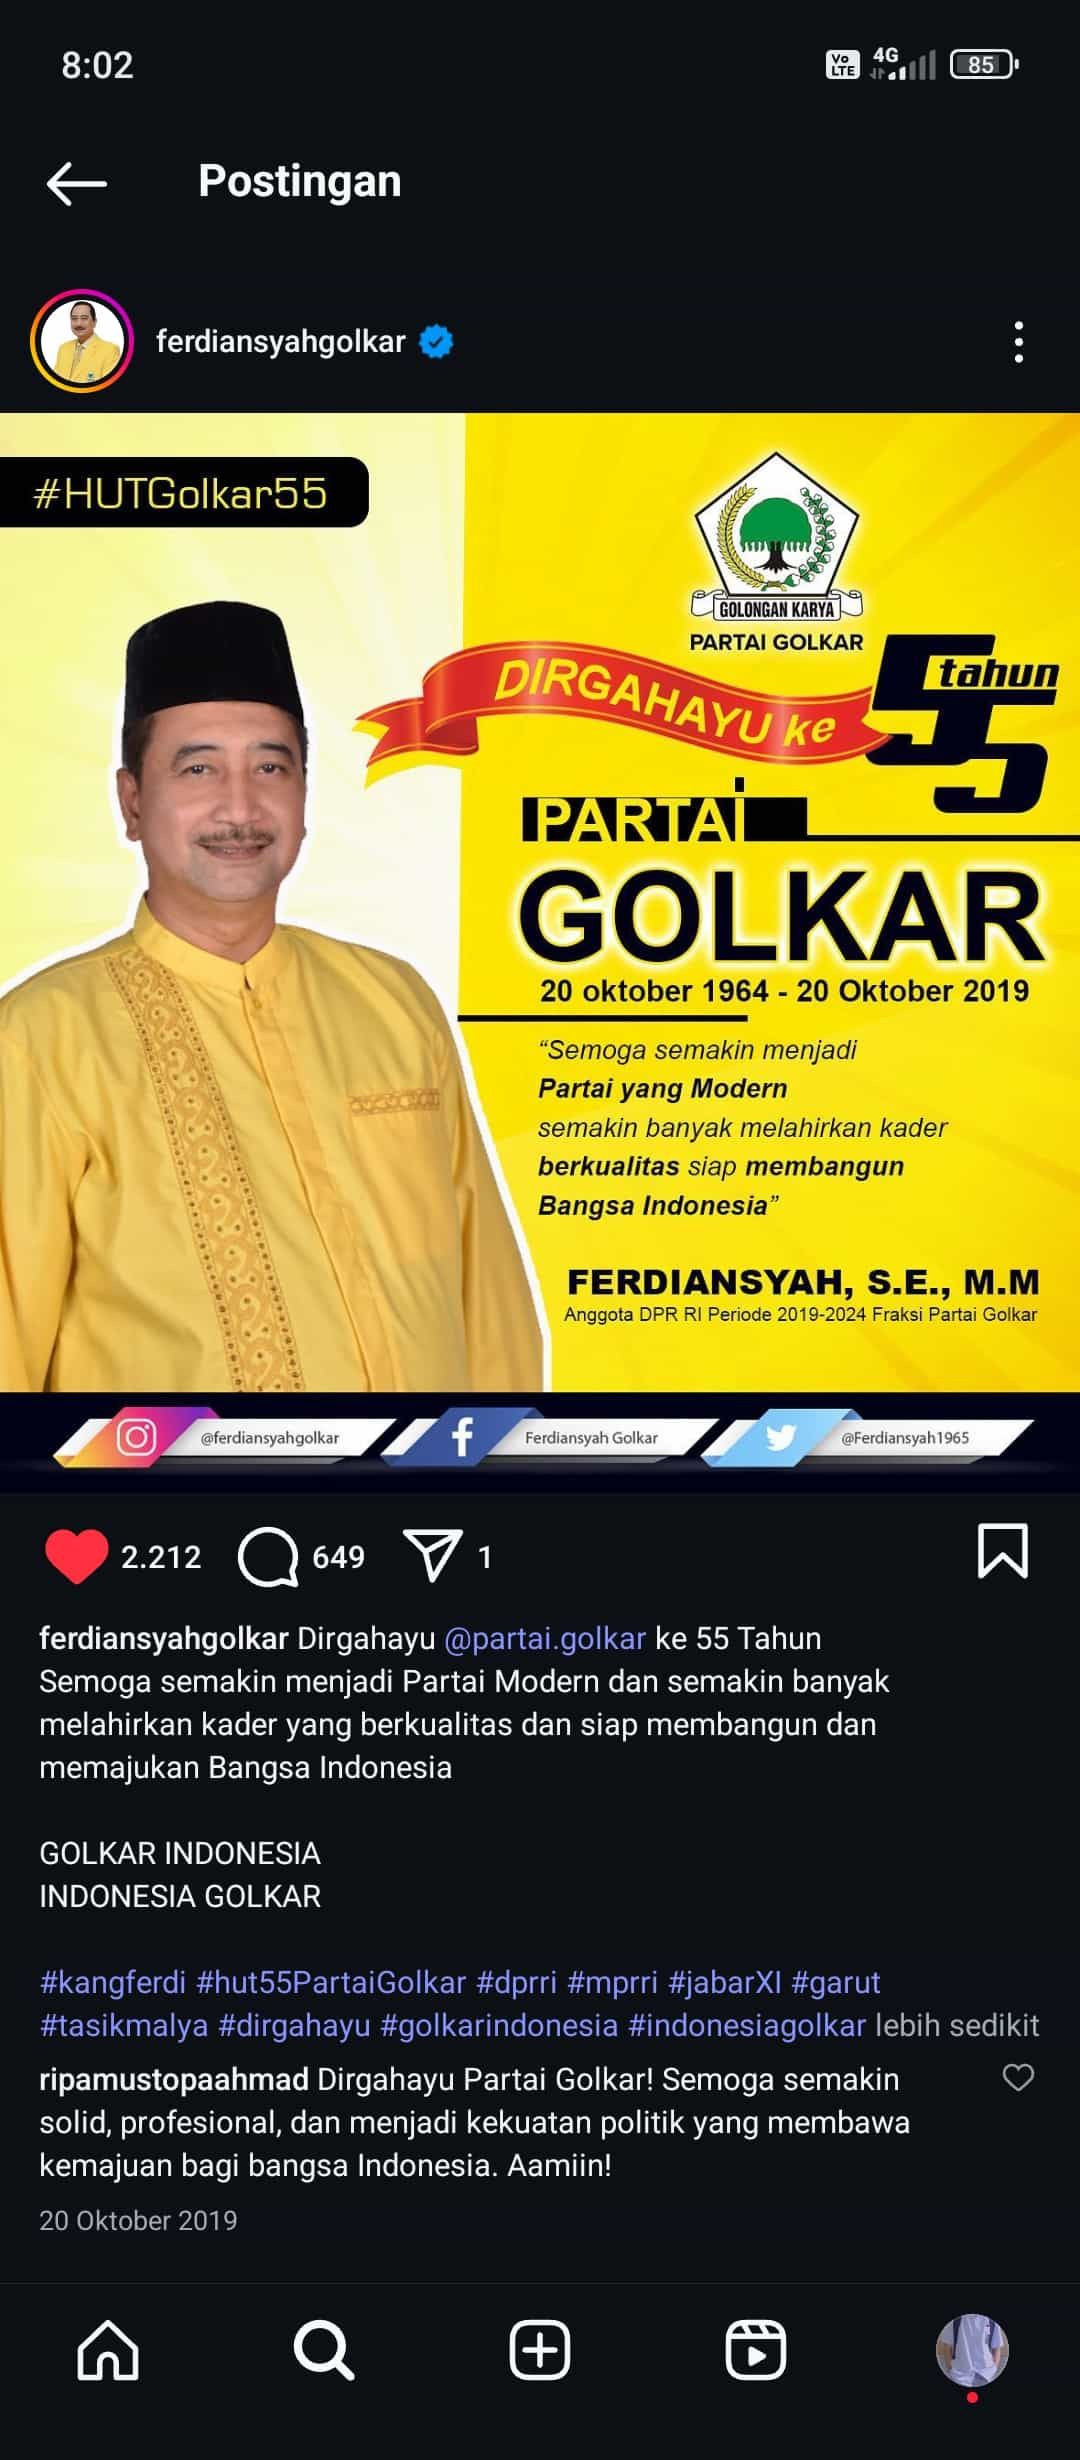 8:02
Vo LTE 4G 85
Postingan
ferdiansyahgolkar
#HUTGolkar55
GOLONGAN KARYA
PARTAI GOLKAR
DIRGAHAYU ke 55 tahun
PARTAI
GOLKAR
20 oktober 1964 - 20 Oktober 2019
“Semoga semakin menjadi
Partai yang Modern
semakin banyak melahirkan kader
berkualitas siap membangun
Bangsa Indonesia”
FERDIANSYAH, S.E., M.M
Anggota DPR RI Periode 2019-2024 Fraksi Partai Golkar
@ferdiansyahgolkar f Ferdiansyah Golkar @Ferdiansyah1965
2.212 649 1
ferdiansyahgolkar Dirgahayu @partai.golkar ke 55 Tahun
Semoga semakin menjadi Partai Modern dan semakin banyak
melahirkan kader yang berkualitas dan siap membangun dan
memajukan Bangsa Indonesia
GOLKAR INDONESIA
INDONESIA GOLKAR
#kangferdi #hut55PartaiGolkar #dprri #mprri #jabarXI #garut
#tasikmalya #dirgahayu #golkarindonesia #indonesiagolkar lebih sedikit
ripamustopaahmad Dirgahayu Partai Golkar! Semoga semakin
solid, profesional, dan menjadi kekuatan politik yang membawa
kemajuan bagi bangsa Indonesia. Aamiin!
20 Oktober 2019